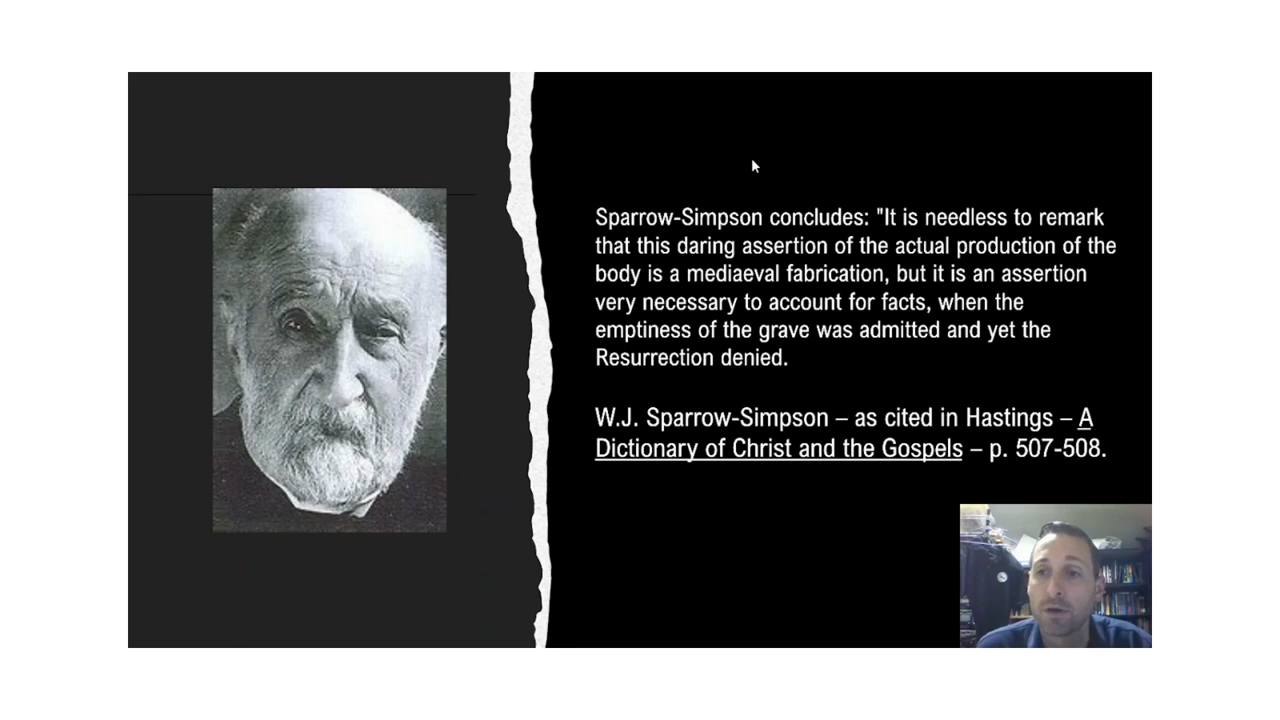 Sparrow-Simpson concludes: "It is needless to remark
that this daring assertion of the actual production of the
body is a mediaeval fabrication, but it is an assertion
very necessary to account for facts, when the
emptiness of the grave was admitted and yet the
Resurrection denied.
W.J. Sparrow-Simpson – as cited in Hastings – A
Dictionary of Christ and the Gospels – p. 507-508.